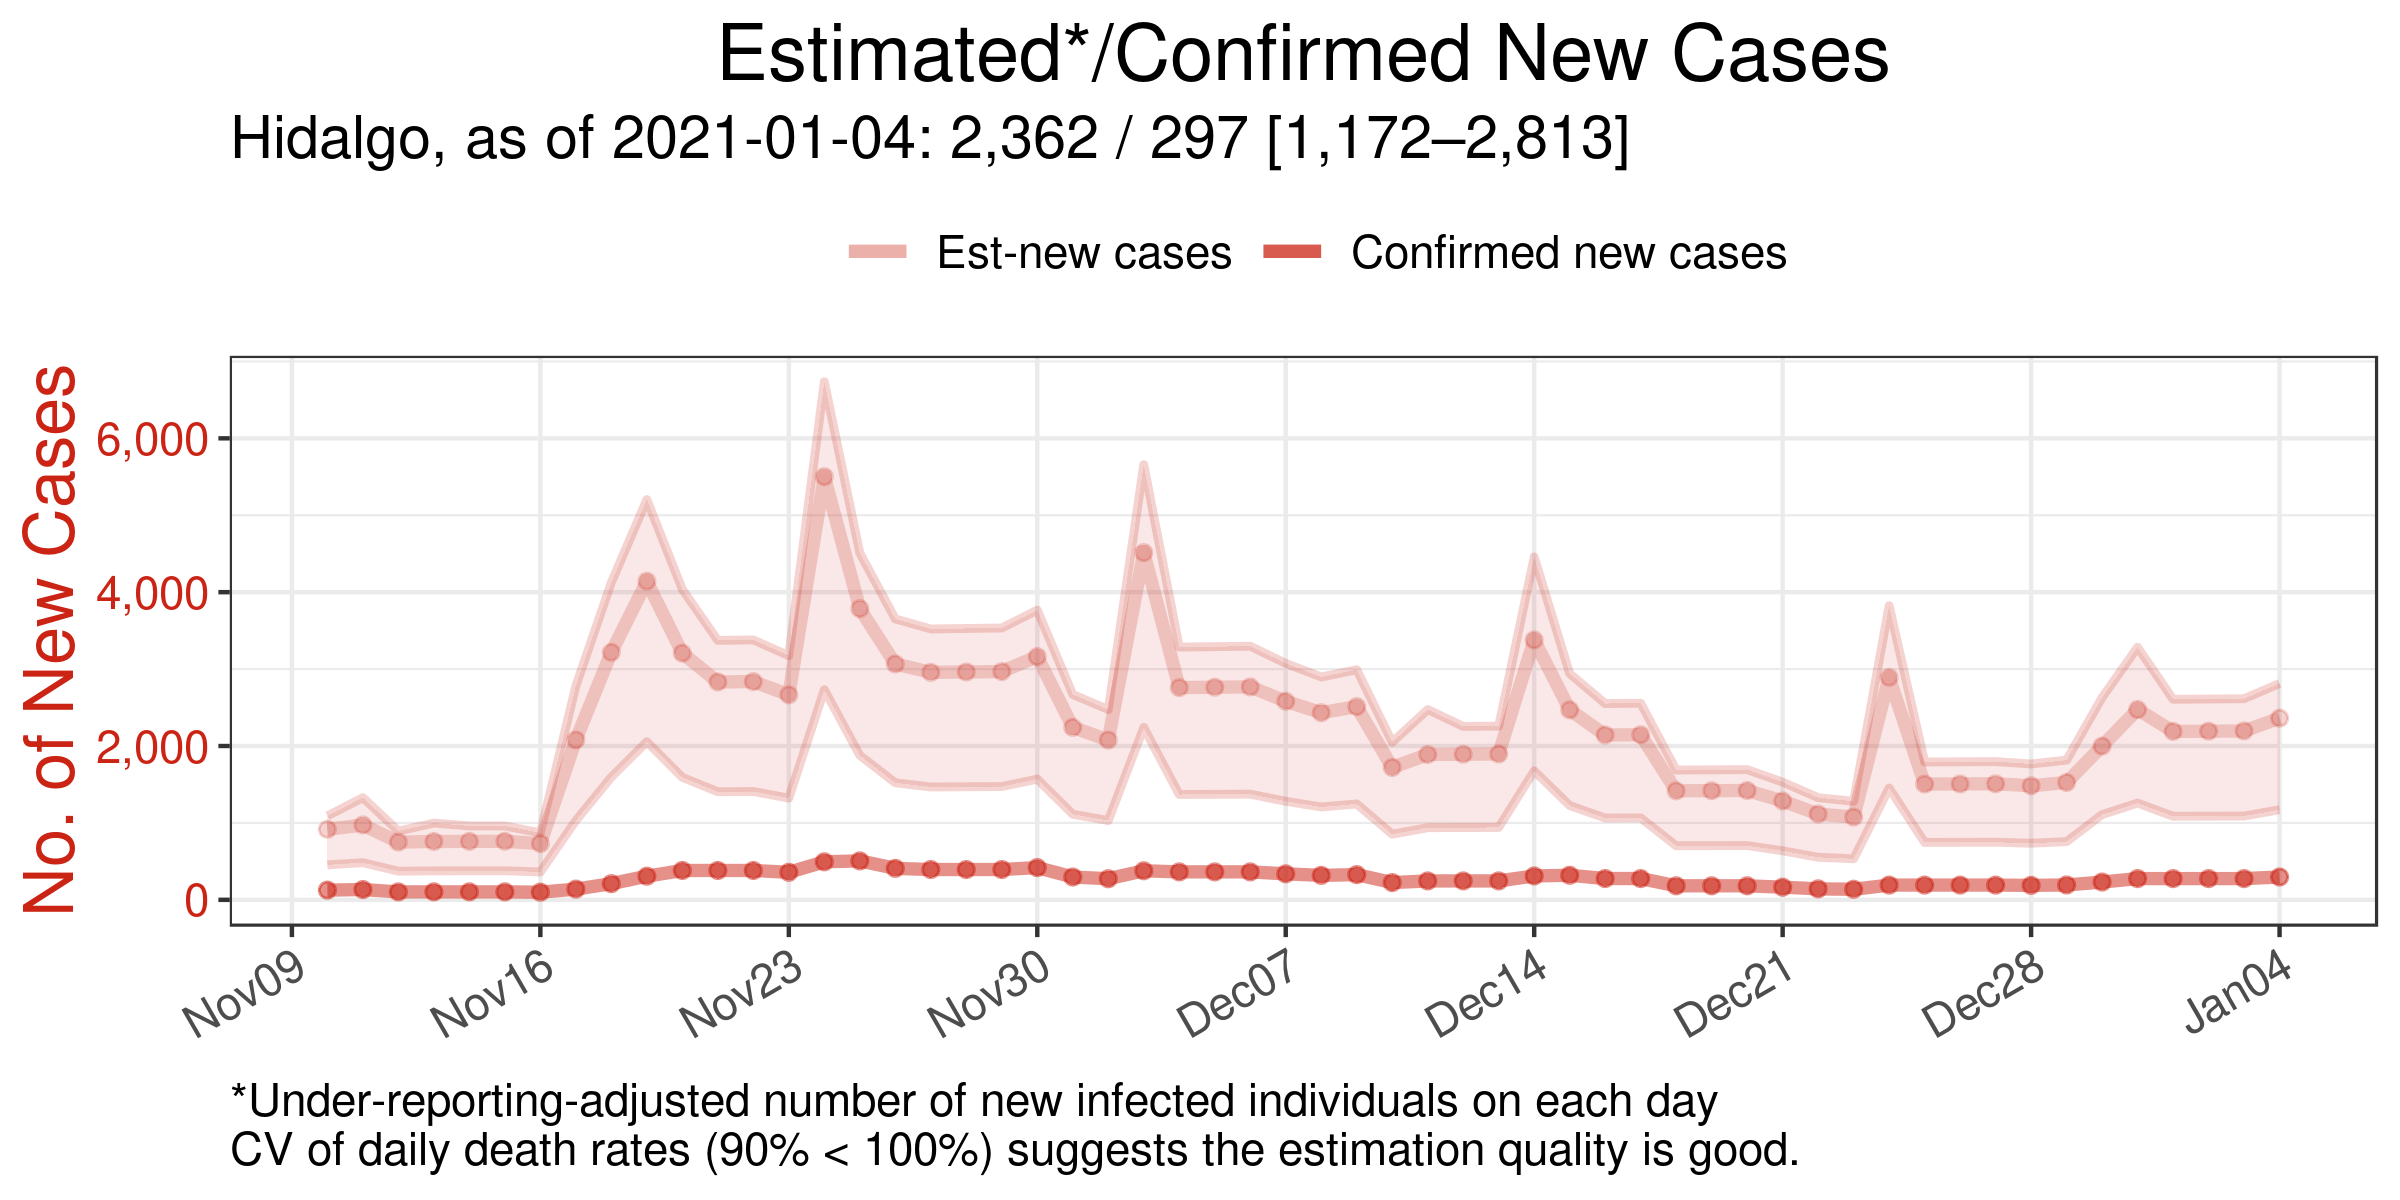 Estimated*/Confirmed New Cases
Hidalgo, as of 2021-01-04: 2,362 / 297 [1,172–2,813]
Est-new cases
Confirmed new cases
No. of New Cases
6,000
4,000
2,000
0
Nov09
Nov16
Nov23
Nov30
Dec07
Dec14
Dec21
Dec28
Jan04
*Under-reporting-adjusted number of new infected individuals on each day
CV of daily death rates (90% < 100%) suggests the estimation quality is good.